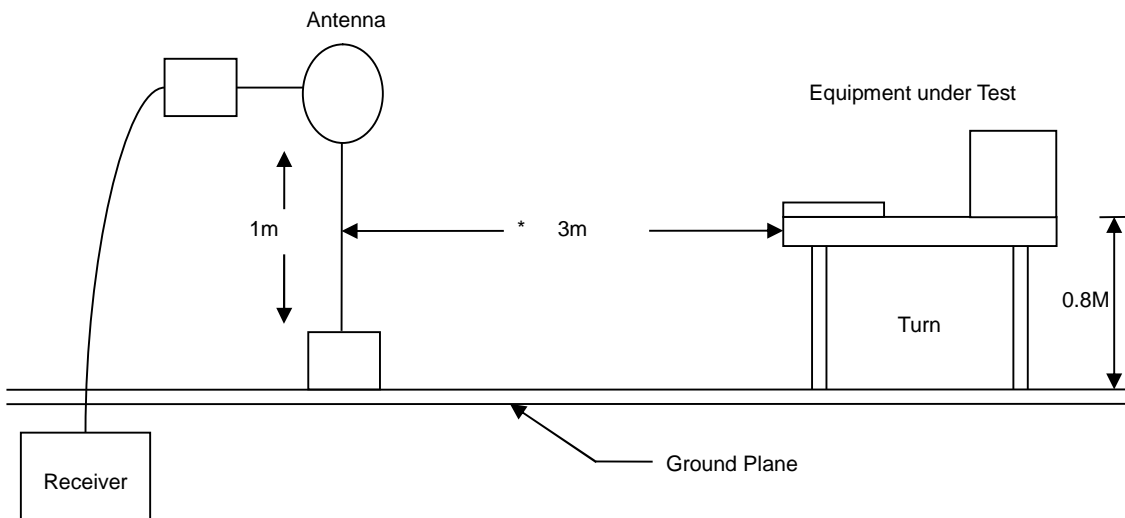 Antenna
Equipment under Test
1m
* 3m
0.8M
Turn
Ground Plane
Receiver